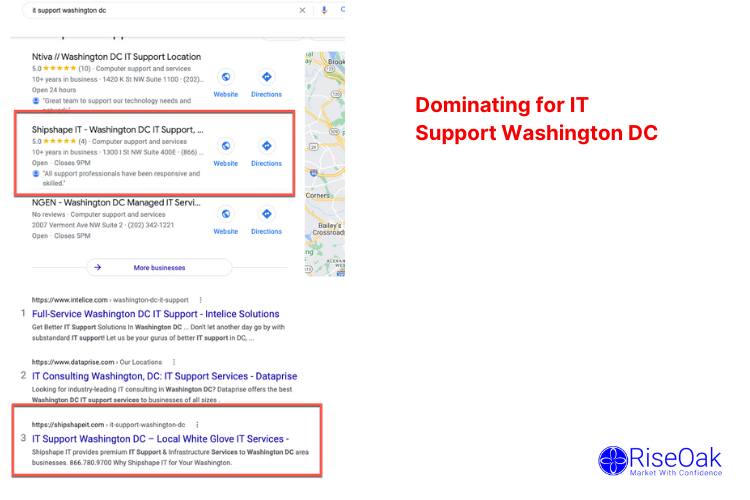 it support washington dc
Ntiva // Washington DC IT Support Location
5.0 ★★★★★ (10) · Computer support and services
10+ years in business · 1420 K St NW Suite 1100 · (202)...
Open 24 hours
"Great team to support our technology needs and
Website
Directions
Shipshape IT - Washington DC IT Support, ...
5.0 ★★★★★ (4) · Computer support and services
10+ years in business · 1300 I St NW Suite 400E · (866) ...
Open · Closes 9PM
"All support professionals have been responsive and
skilled."
Website
Directions
NGEN - Washington DC Managed IT Servi...
No reviews · Computer support and services
2007 Vermont Ave NW Suite 2 · (202) 342-1221
Open · Closes 5PM
Website
Directions
More businesses
Brook
Corners
Bailey's
Crossroad
https://www.intelice.com › washington-dc-it-support
1 Full-Service Washington DC IT Support - Intelice Solutions
Get Better IT Support Solutions In Washington DC ... Don't let another day go by with
substandard IT support! Let us be your gurus of better IT support in DC, ...
https://www.dataprise.com › Our Locations
2 IT Consulting Washington, DC: IT Support Services - Dataprise
Looking for industry-leading IT consulting in Washington DC? Dataprise offers the best
Washington DC IT support services to businesses of all sizes .
https://shipshapeit.com › it-support-washington-dc
3 IT Support Washington DC – Local White Glove IT Services -
Shipshape IT provides premium IT Support & Infrastructure Services to Washington DC area
businesses. 866.780.9700 Why Shipshape IT for Your Washington.
Dominating for IT
Support Washington DC
RiseOak
Market With Confidence